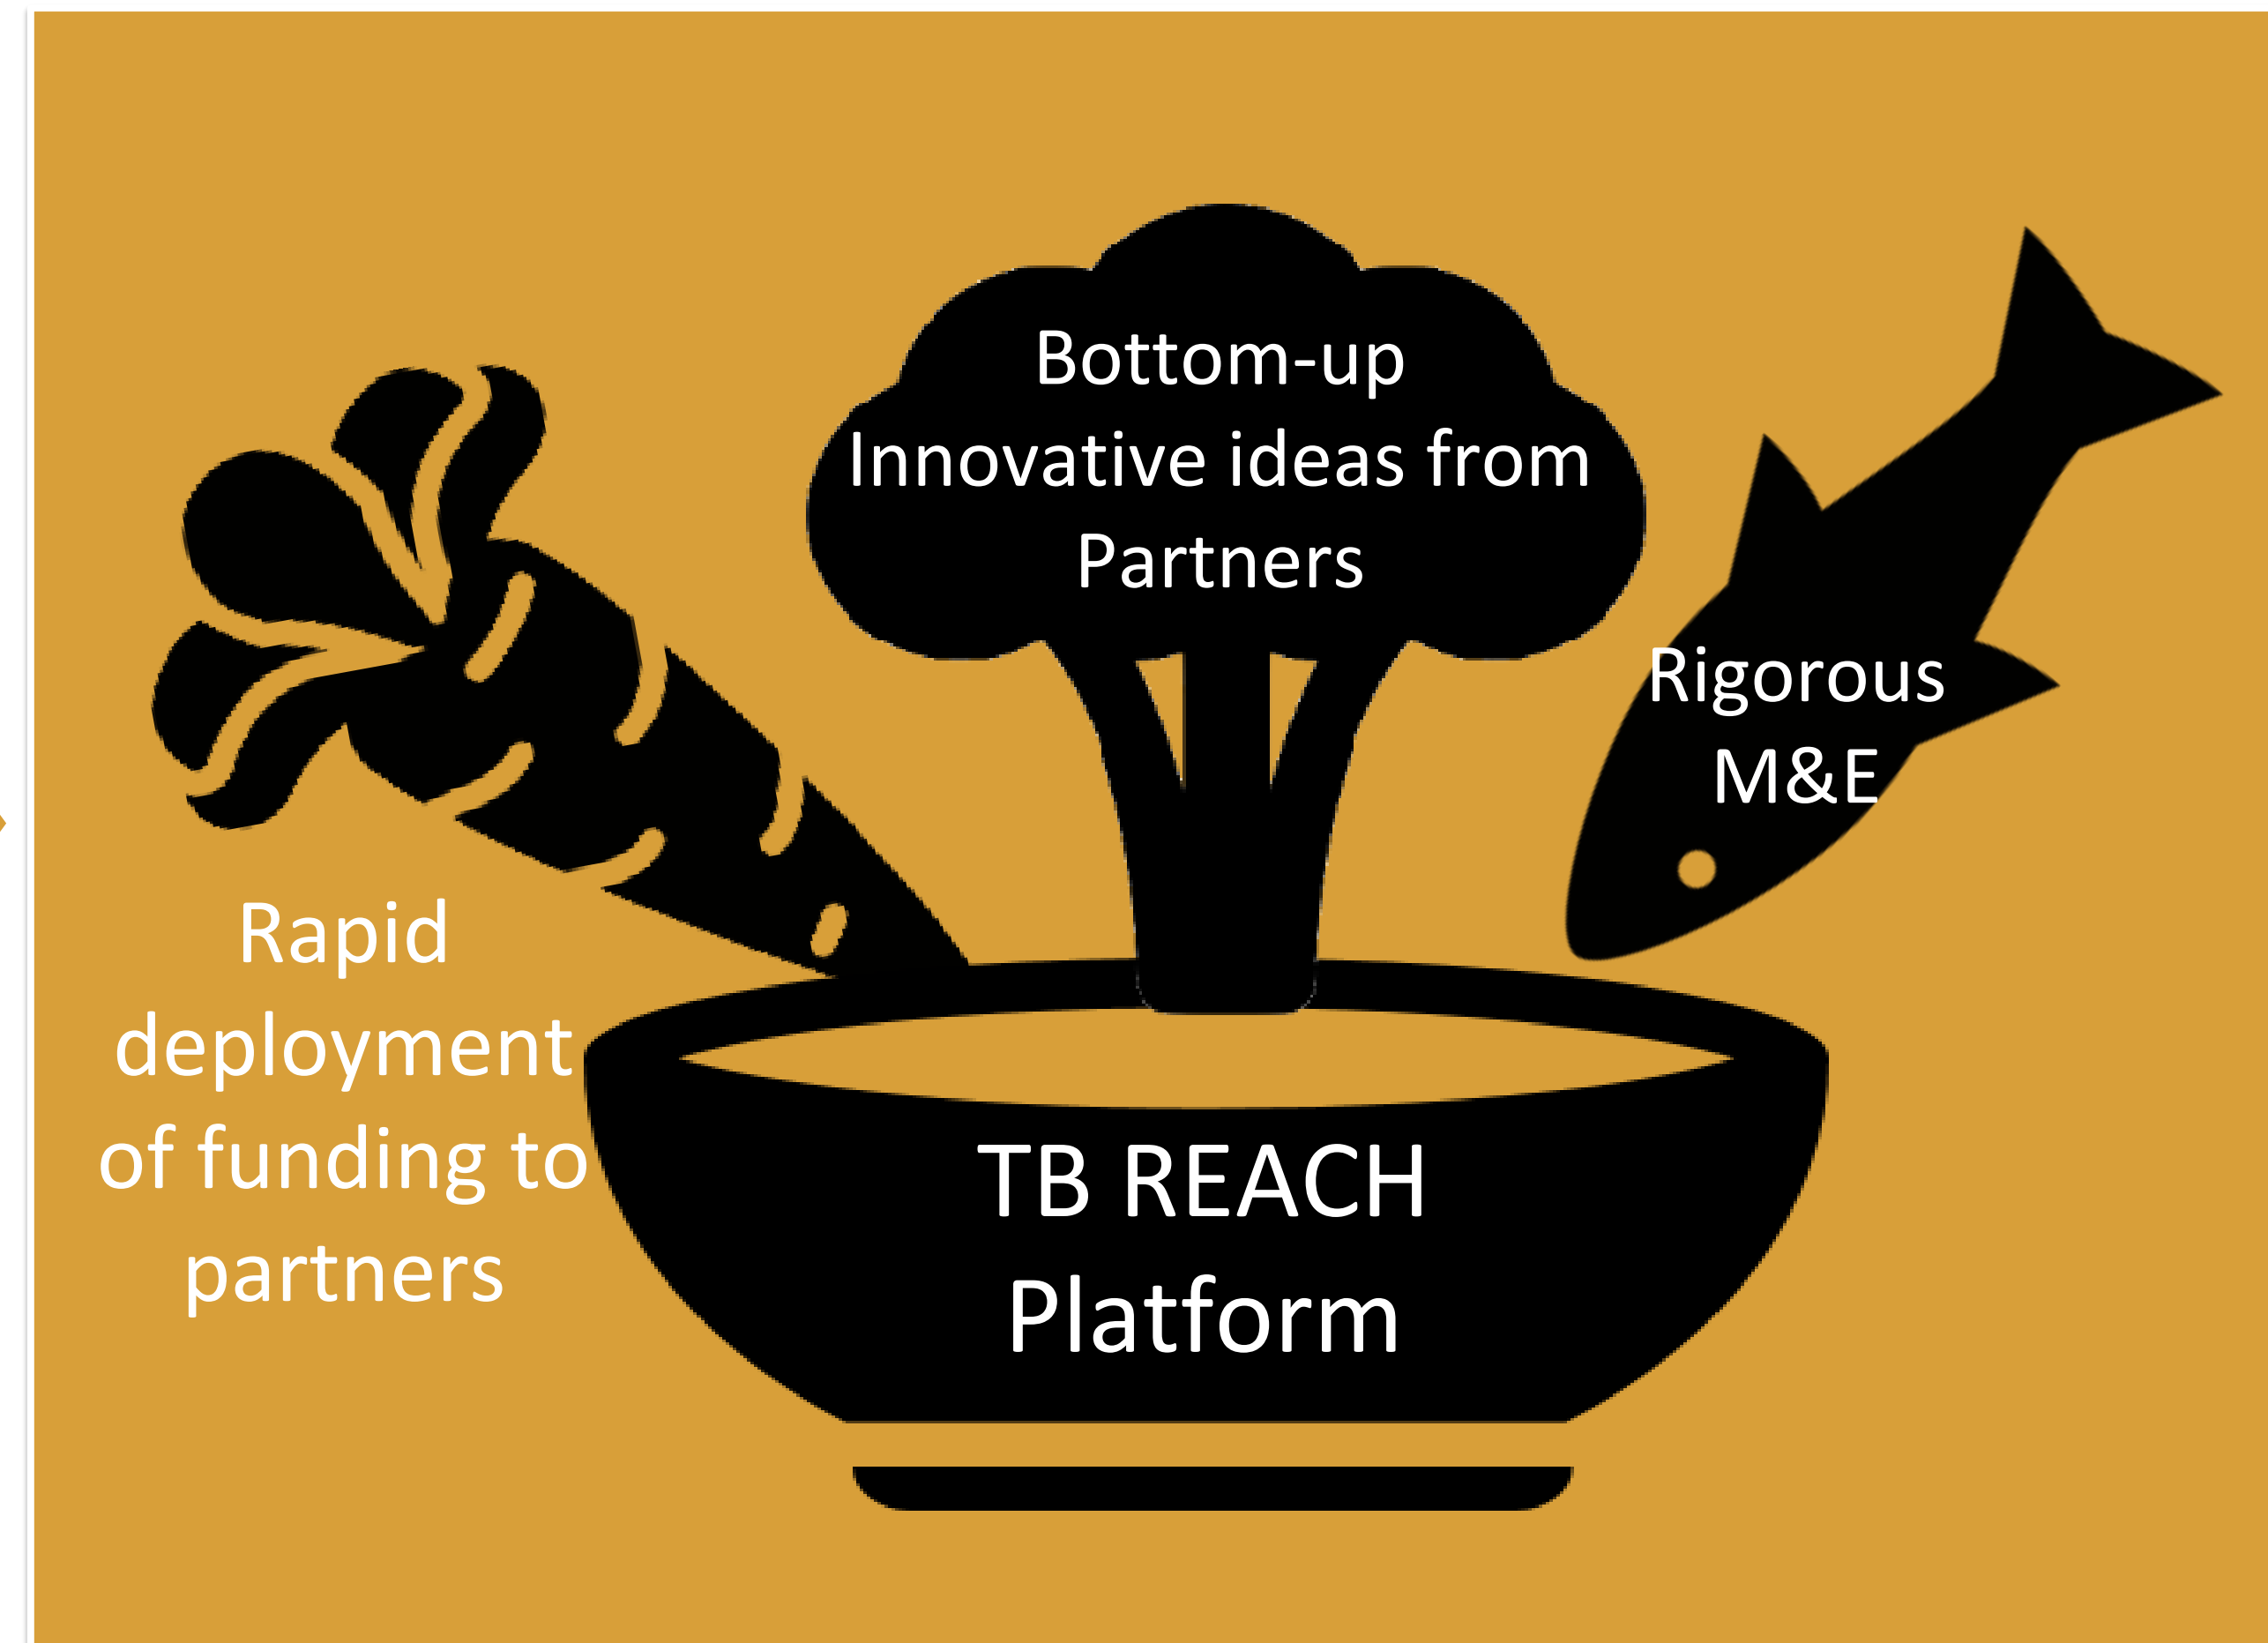 Bottom-up
Innovative ideas from
Partners
Rigorous
M&E
Rapid
deployment
of funding to
partners
TB REACH
Platform